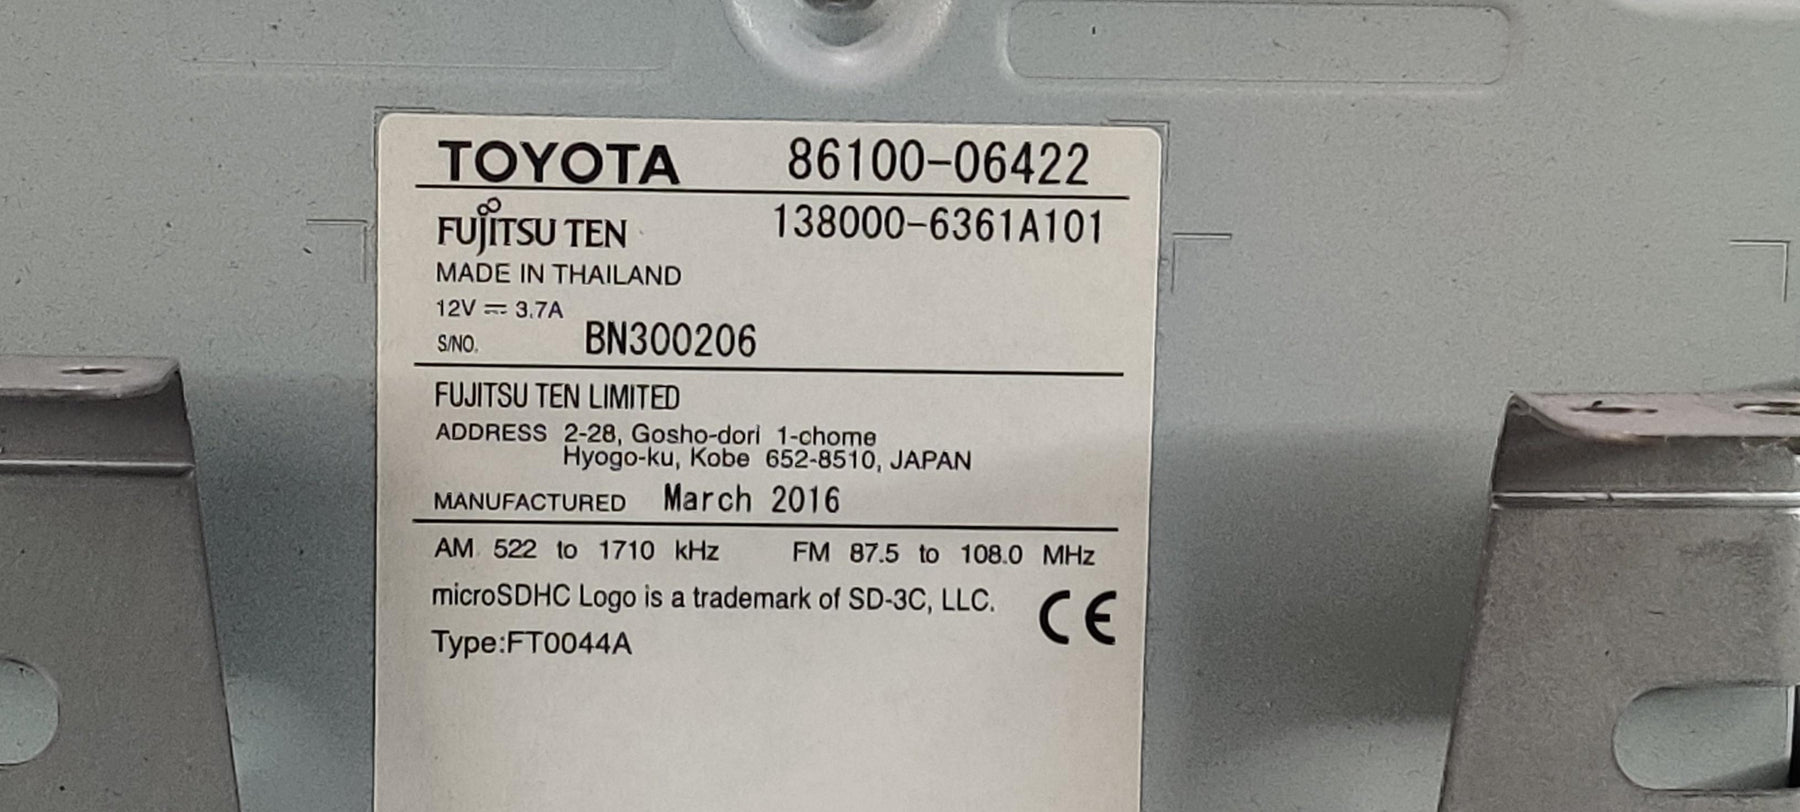 TOYOTA 86100-06422
FUJITSU TEN 138000-6361A101
MADE IN THAILAND
12V ⎓ 3.7A
S/NO. BN300206
FUJITSU TEN LIMITED
ADDRESS 2-28, Gosho-dori 1-chome
Hyogo-ku, Kobe 652-8510, JAPAN
MANUFACTURED March 2016
AM 522 to 1710 kHz FM 87.5 to 108.0 MHz
microSDHC Logo is a trademark of SD-3C, LLC. CE
Type:FT0044A